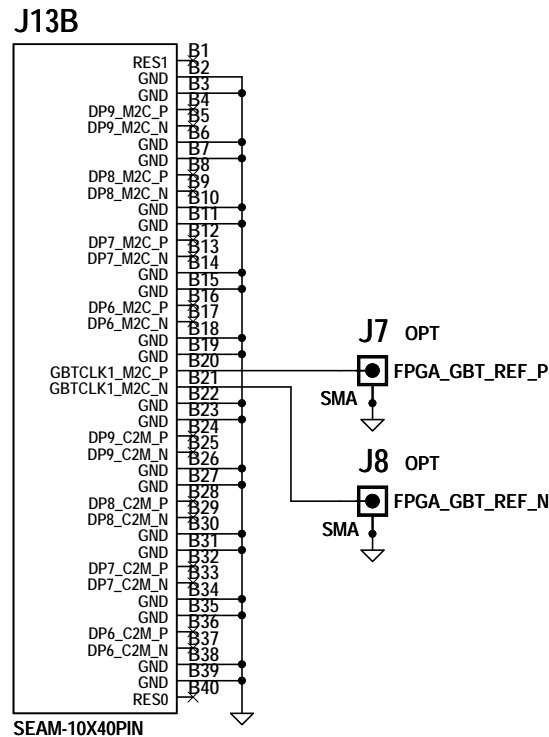 J13B
RES1 B1
GND B2
GND B3
DP9_M2C_P B4
DP9_M2C_N B5
GND B6
GND B7
DP8_M2C_P B8
DP8_M2C_N B9
GND B10
GND B11
DP7_M2C_P B12
DP7_M2C_N B13
GND B14
GND B15
DP6_M2C_P B16
DP6_M2C_N B17
GND B18
GND B19
GBTCLK1_M2C_P B20
GBTCLK1_M2C_N B21
GND B22
GND B23
DP9_C2M_P B24
DP9_C2M_N B25
GND B26
GND B27
DP8_C2M_P B28
DP8_C2M_N B29
GND B30
GND B31
DP7_C2M_P B32
DP7_C2M_N B33
GND B34
GND B35
DP6_C2M_P B36
DP6_C2M_N B37
GND B38
GND B39
RES0 B40
SEAM-10X40PIN
J7 OPT
FPGA_GBT_REF_P
SMA
J8 OPT
FPGA_GBT_REF_N
SMA